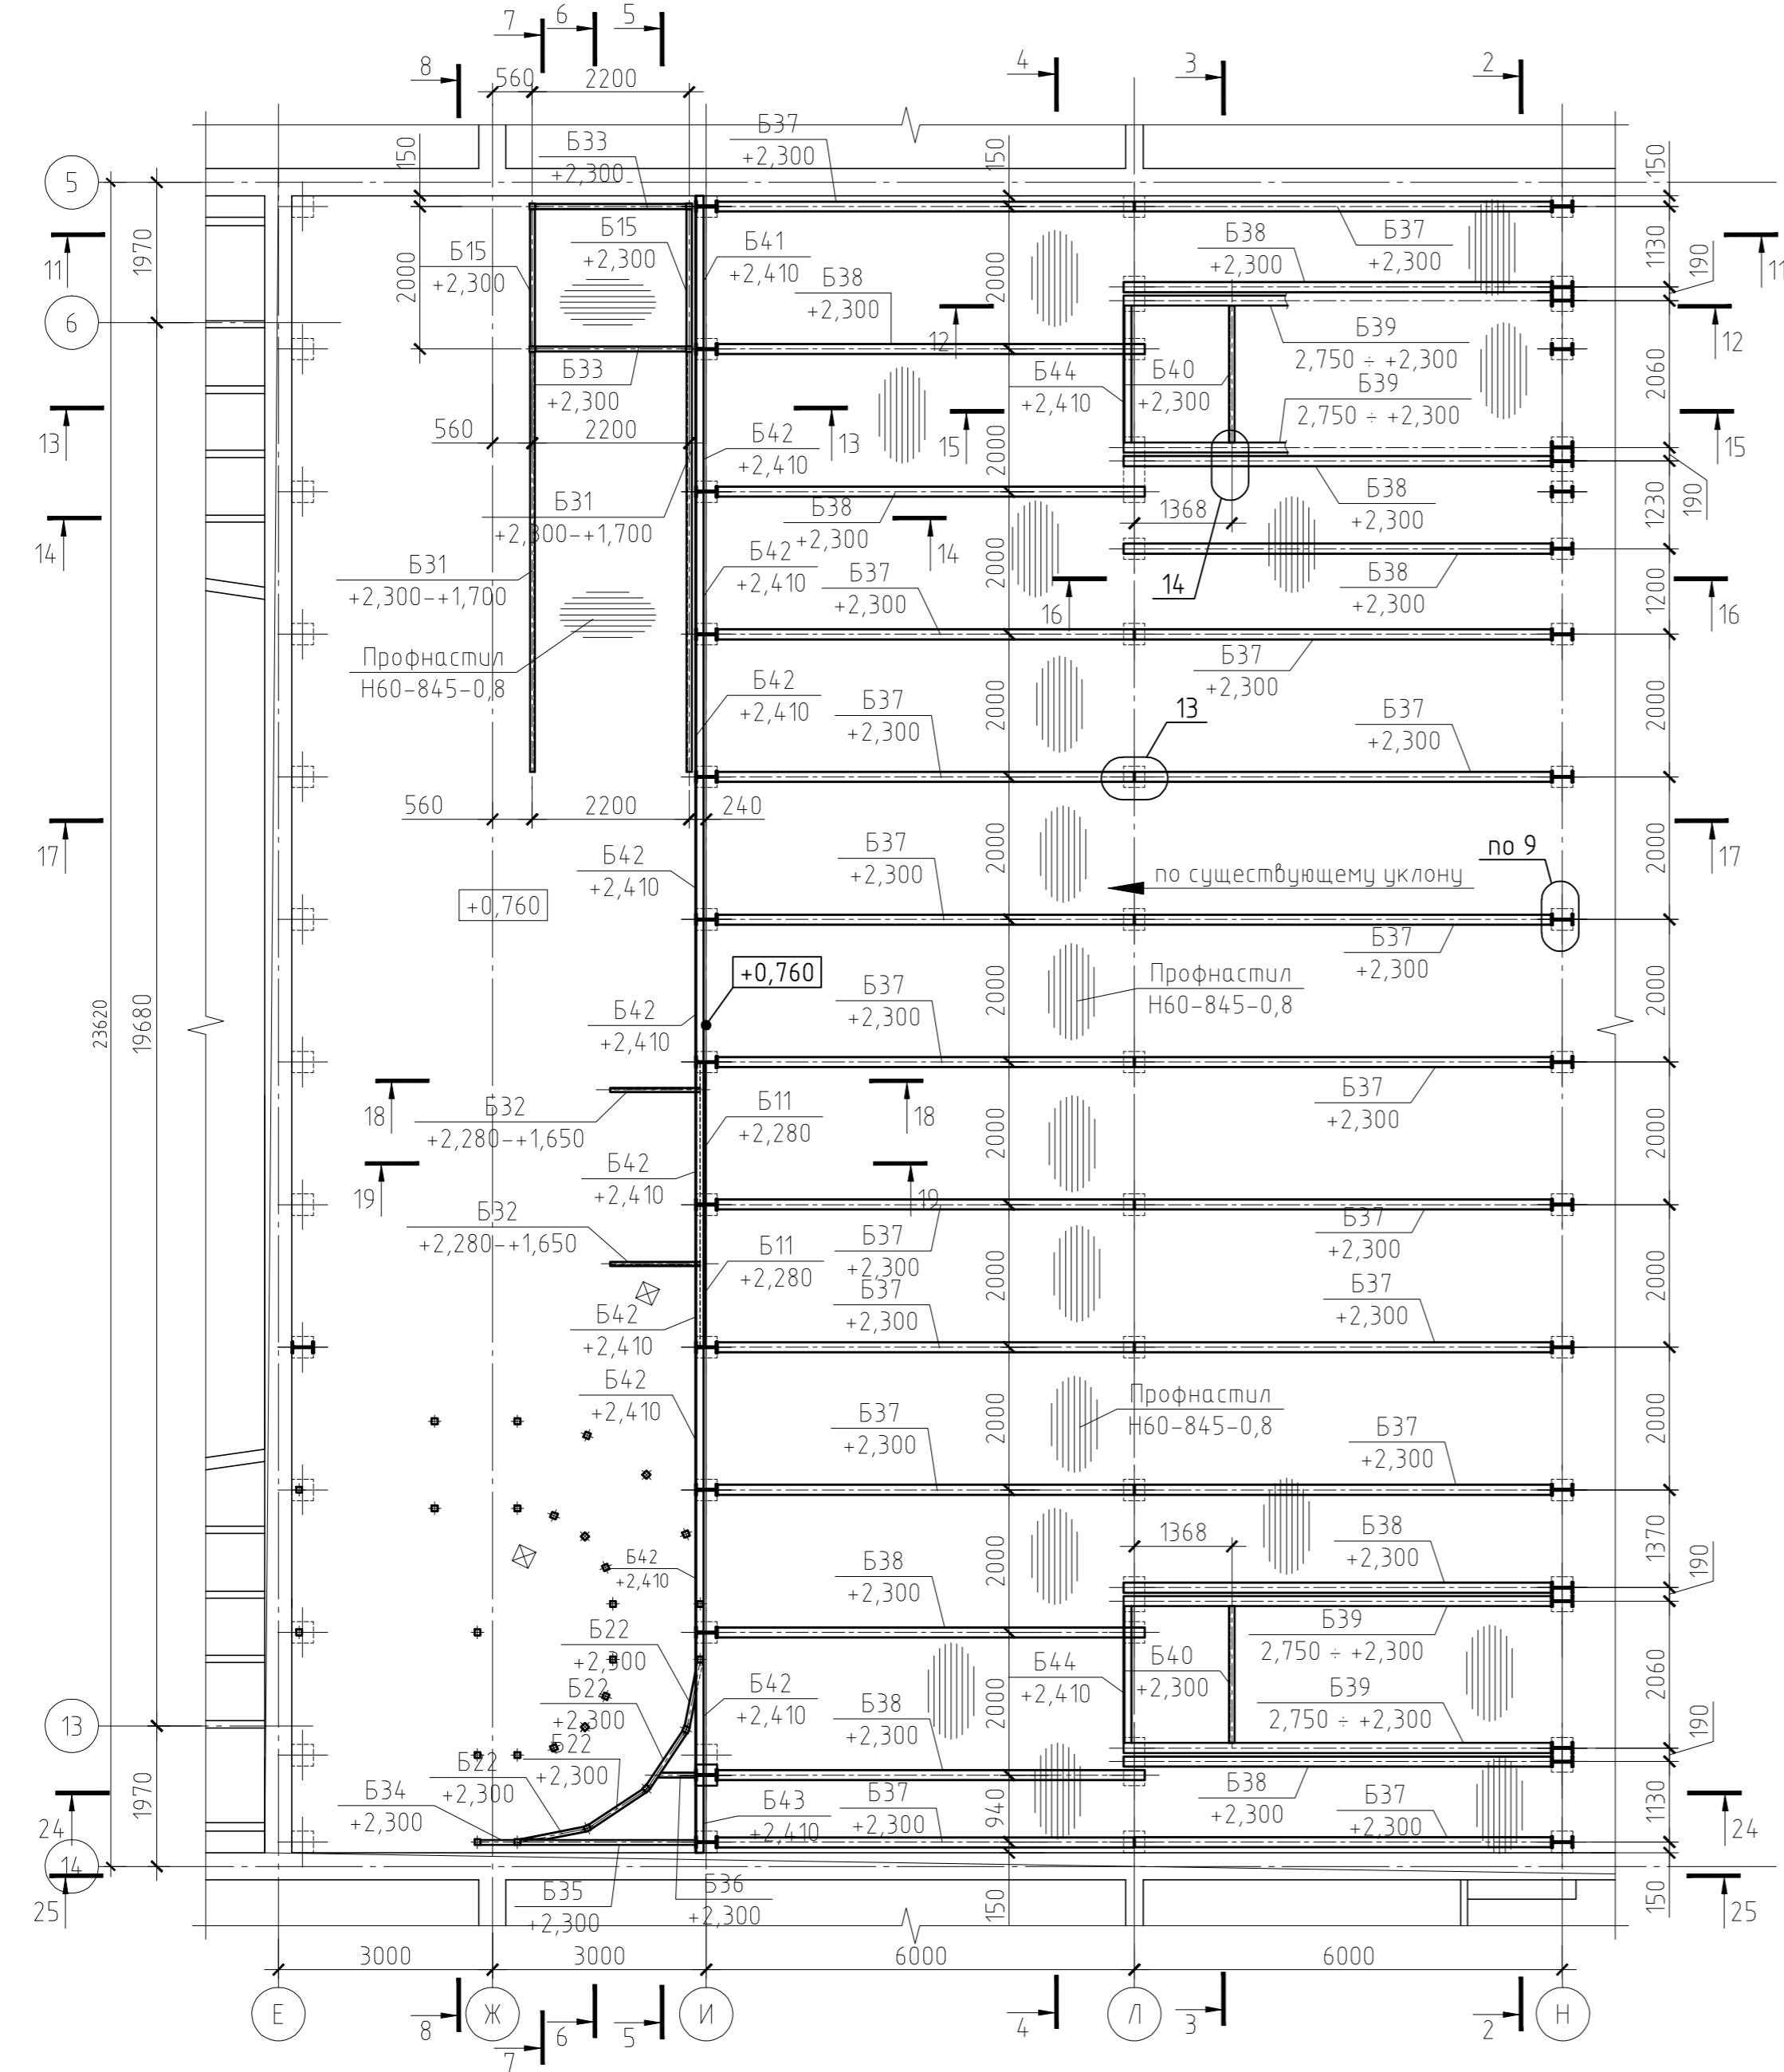 7
6
5
8
4
3
2
560
2200
Б37
+2,300
150
Б33
+2,300
150
150
5
Б15
+2,300
Б15
+2,300
Б41
+2,410
Б38
+2,300
Б37
+2,300
1130
190
11
11
1970
2000
2000
Б38
+2,300
6
12
12
Б33
+2,300
Б44
+2,410
Б40
+2,300
Б39
2,750 ÷ +2,300
Б39
2,750 ÷ +2,300
2060
13
560
2200
Б42
+2,410
13
15
2000
15
Б31
+2,300-+1,700
Б38
+2,300
1368
Б38
+2,300
1230
190
14
14
Б31
+2,300-+1,700
Б42
+2,410
Б37
+2,300
2000
14
Б38
+2,300
1200
16
16
Профнастил
Н60-845-0,8
Б42
+2,410
Б37
+2,300
2000
Б37
+2,300
13
Б37
+2,300
2000
560
2200
240
17
17
Б42
+2,410
Б37
+2,300
2000
по существующему уклону
по 9
2000
+0,760
Б37
+2,300
+0,760
Б37
+2,300
2000
Профнастил
Н60-845-0,8
2000
23620
19680
Б42
+2,410
18
18
Б32
+2,280-+1,650
Б11
+2,280
2000
Б37
+2,300
2000
19
19
Б42
+2,410
Б32
+2,280-+1,650
Б11
+2,280
Б37
+2,300
Б37
+2,300
2000
Б37
+2,300
Б37
+2,300
2000
Б42
+2,410
Б42
+2,410
Б37
+2,300
2000
Профнастил
Н60-845-0,8
Б37
+2,300
2000
Б42
+2,410
Б38
+2,300
2000
1368
Б38
+2,300
1370
190
Б22
+2,300
Б22
+2,300
Б42
+2,410
Б38
+2,300
2000
Б44
+2,410
Б40
+2,300
Б39
2,750 ÷ +2,300
Б39
2,750 ÷ +2,300
2060
190
13
1970
Б22
+2,300
Б22
+2,300
Б34
+2,300
Б43
+2,410
Б37
+2,300
940
Б38
+2,300
Б37
+2,300
1130
24
24
14
25
25
Б35
+2,300
Б36
+2,300
150
150
3000
3000
6000
6000
Е
Ж
И
Л
Н
8
7
6
5
4
3
2